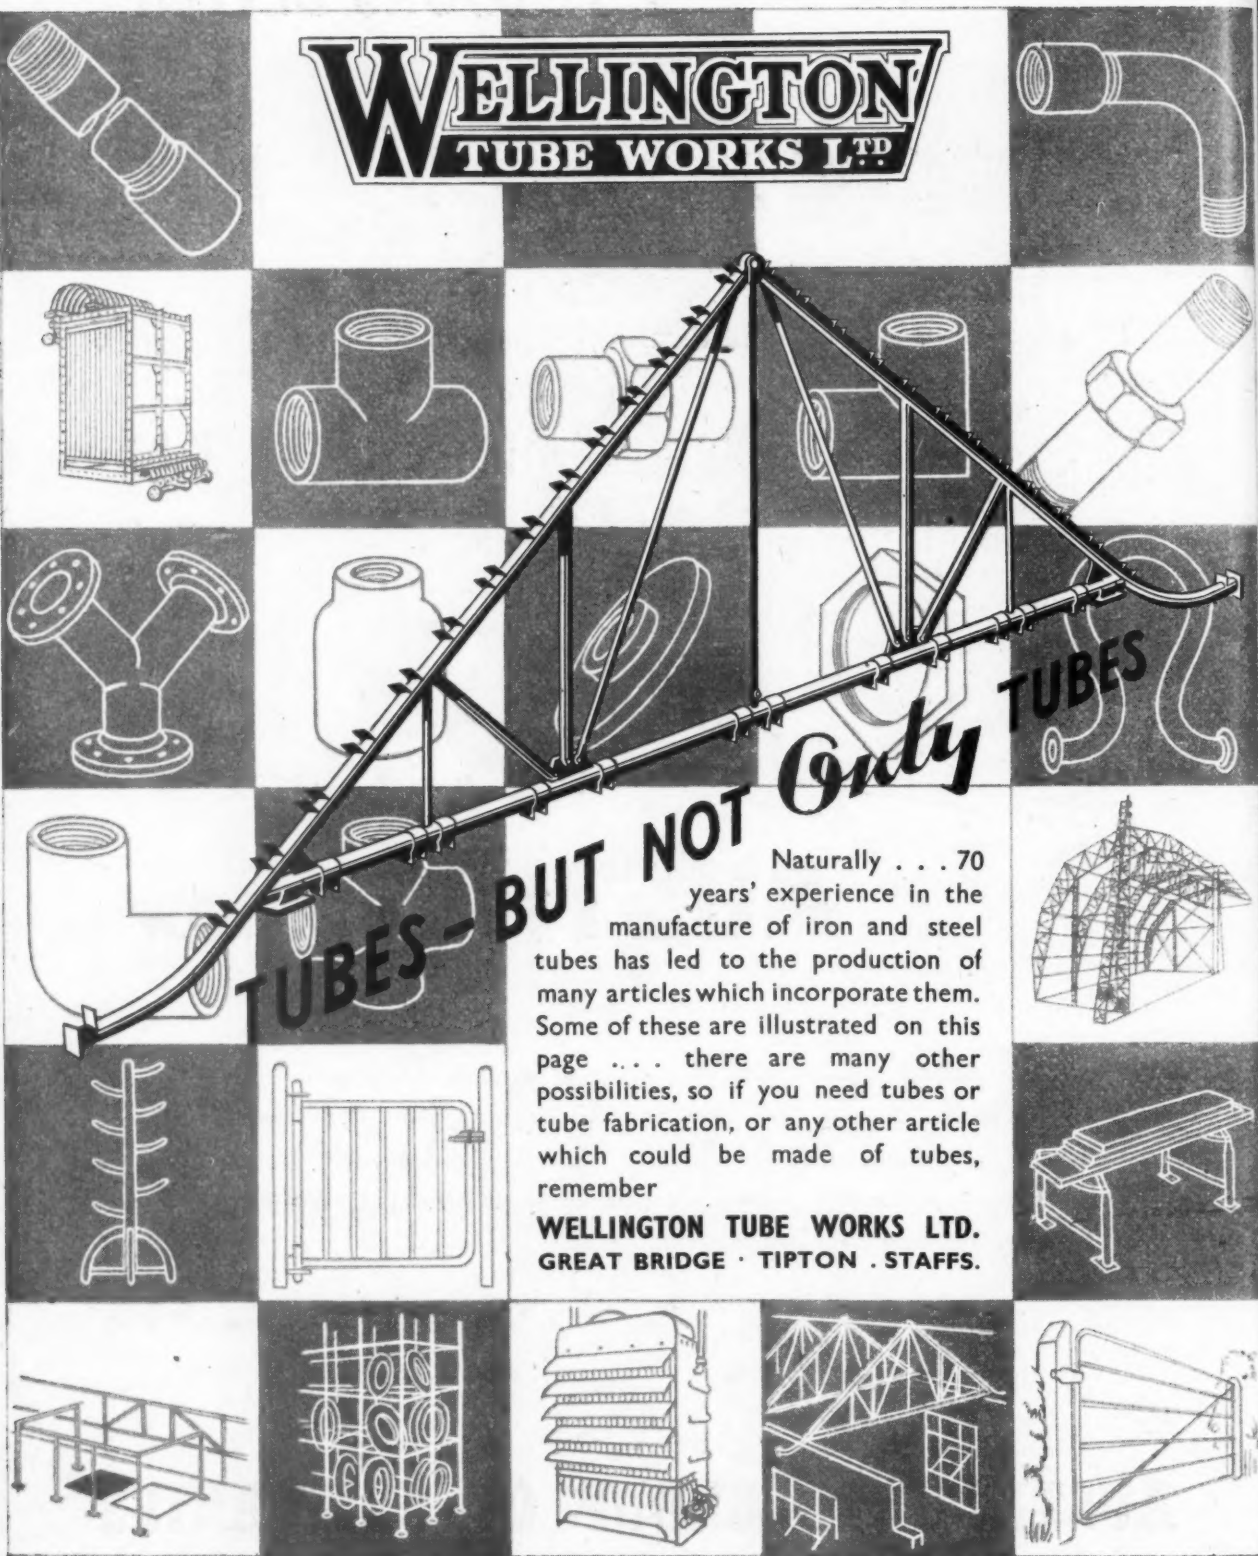 WELLINGTON
TUBE WORKS LTD.
TUBES - BUT NOT Only TUBES
Naturally . . . 70
years' experience in the
manufacture of iron and steel
tubes has led to the production of
many articles which incorporate them.
Some of these are illustrated on this
page .... there are many other
possibilities, so if you need tubes or
tube fabrication, or any other article
which could be made of tubes,
remember
WELLINGTON TUBE WORKS LTD.
GREAT BRIDGE · TIPTON . STAFFS.